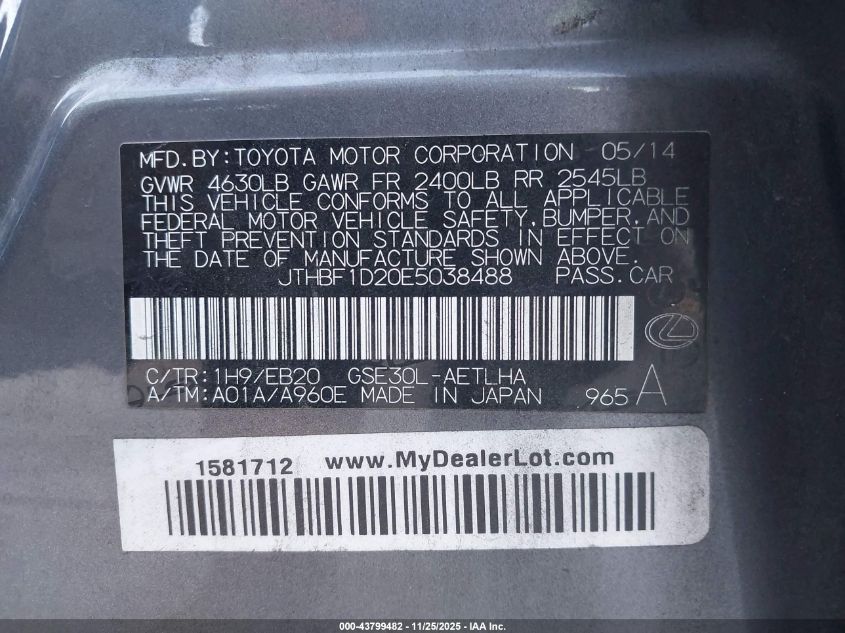 MFD.BY:TOYOTA MOTOR CORPORATION 05/14
GVWR 4630LB GAWR FR 2400LB RR 2545LB
THIS VEHICLE CONFORMS TO ALL APPLICABLE
FEDERAL MOTOR VEHICLE SAFETY,BUMPER,AND
THEFT PREVENTION STANDARDS IN EFFECT ON
THE DATE OF MANUFACTURE SHOWN ABOVE.
JTHBF1D20E5038488 PASS.CAR
C/TR:1H9/EB20 GSE30L-AETLHA
A/TM:A01A/A960E MADE IN JAPAN 965 A
1581712 www.MyDealerLot.com
000-43799482 - 11/25/2025 - IAA Inc.